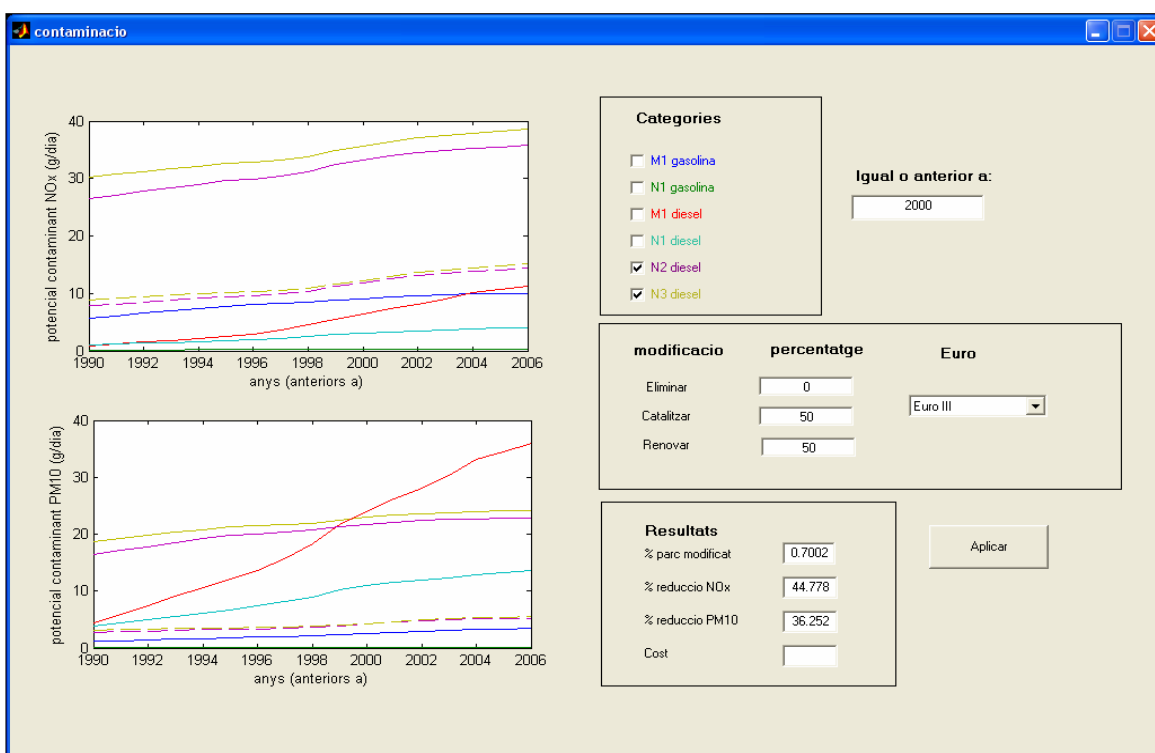 contaminacio
potencial contaminant NOx (g/dia)
40
30
20
10
0
1990 1992 1994 1996 1998 2000 2002 2004 2006
anys (anteriors a)
potencial contaminant PM10 (g/dia)
40
30
20
10
0
1990 1992 1994 1996 1998 2000 2002 2004 2006
anys (anteriors a)
Categories
M1 gasolina
N1 gasolina
M1 diesel
N1 diesel
N2 diesel
N3 diesel
Igual o anterior a:
2000
modificacio percentatge Euro
Eliminar 0
Catalitzar 50
Renovar 50
Euro III
Resultats
% parc modificat 0.7002
% reduccio NOx 44.778
% reduccio PM10 36.252
Cost
Aplicar